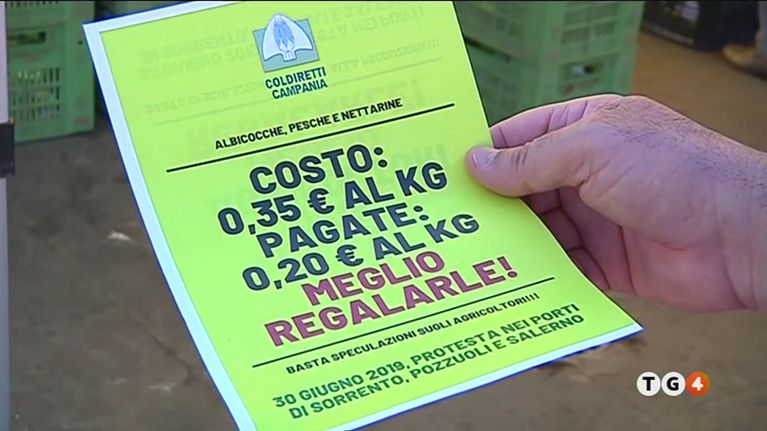 COLDIRETTI
CAMPANIA
ALBICOCCHE, PESCHE E NETTARINE
COSTO:
0,35 € AL KG
PAGATE:
0,20 € AL KG
MEGLIO
REGALARLE!
BASTA SPECULAZIONI SUGLI AGRICOLTORI!!!
30 GIUGNO 2019, PROTESTA NEI PORTI
DI SORRENTO, POZZUOLI E SALERNO
TG4